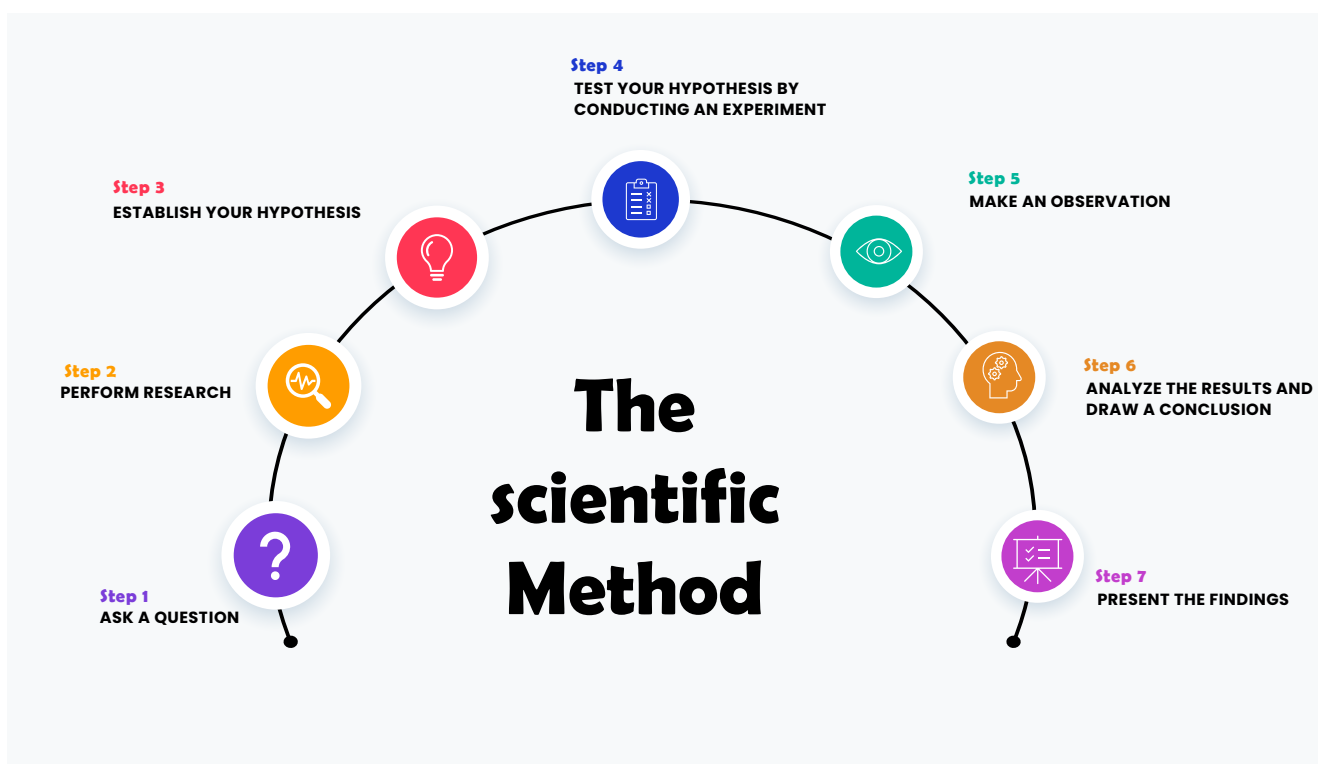 Step 1
ASK A QUESTION
Step 2
PERFORM RESEARCH
Step 3
ESTABLISH YOUR HYPOTHESIS
Step 4
TEST YOUR HYPOTHESIS BY
CONDUCTING AN EXPERIMENT
Step 5
MAKE AN OBSERVATION
Step 6
ANALYZE THE RESULTS AND
DRAW A CONCLUSION
Step 7
PRESENT THE FINDINGS
The
scientific
Method
?